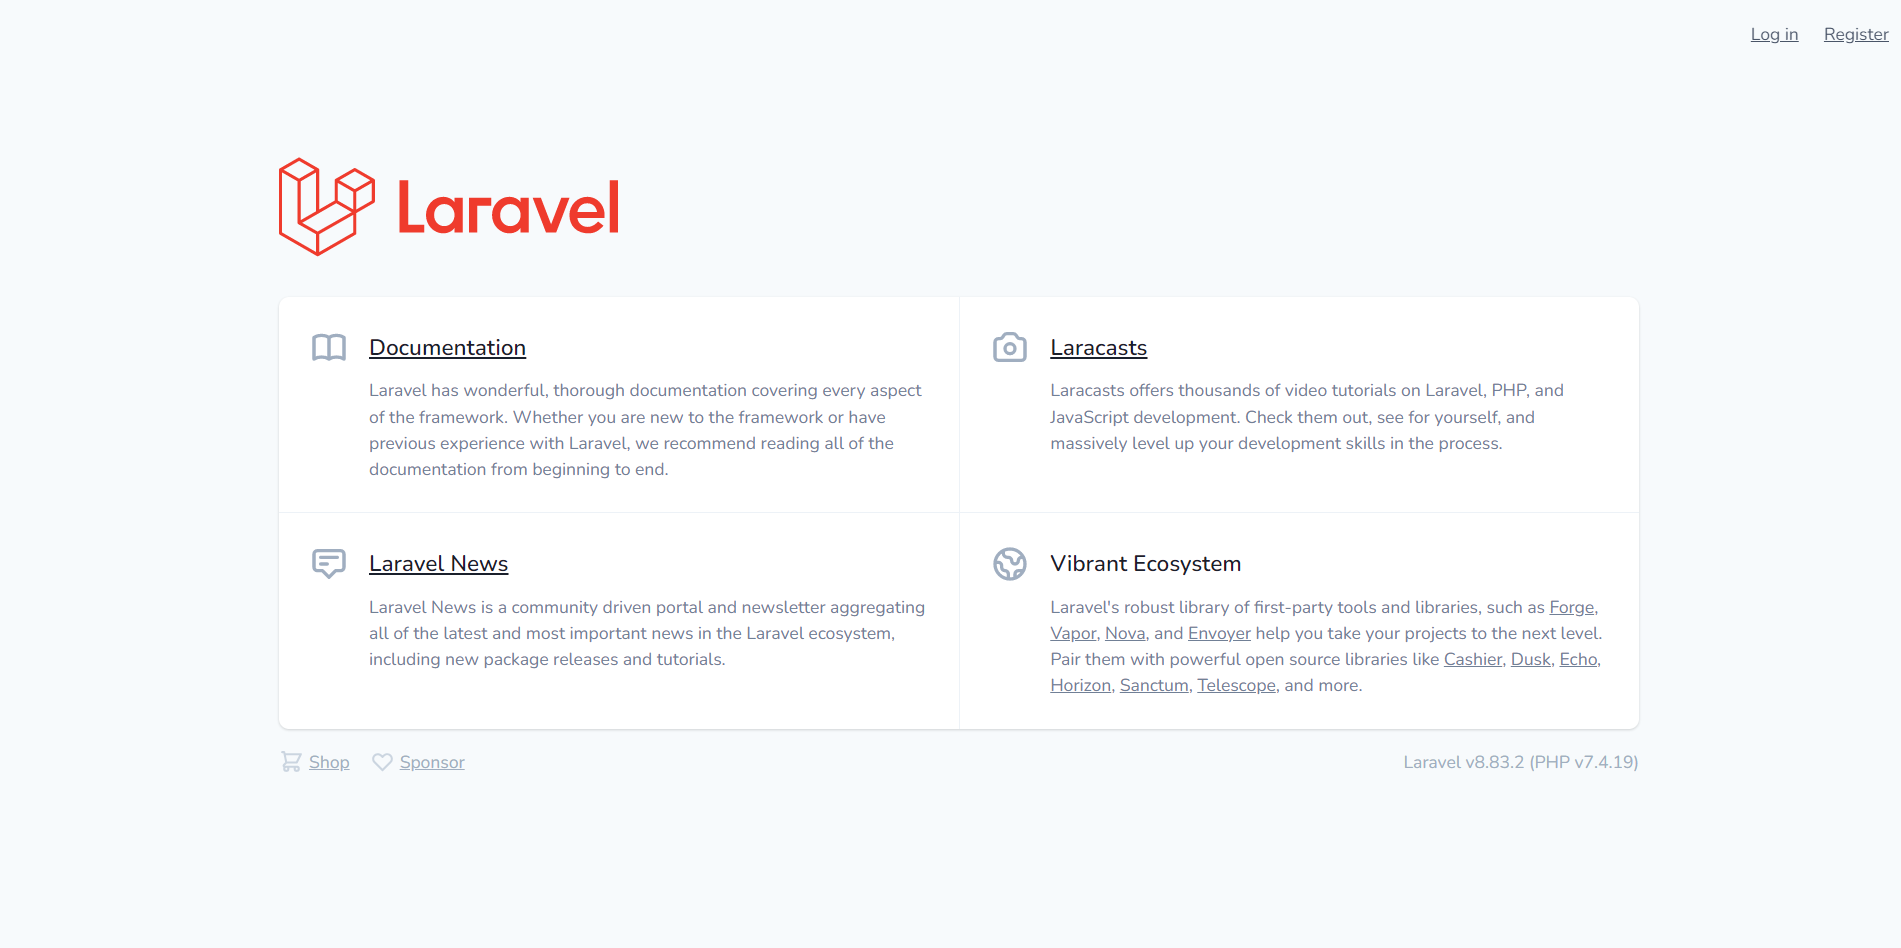 Log in Register
Laravel
Documentation
Laravel has wonderful, thorough documentation covering every aspect
of the framework. Whether you are new to the framework or have
previous experience with Laravel, we recommend reading all of the
documentation from beginning to end.
Laracasts
Laracasts offers thousands of video tutorials on Laravel, PHP, and
JavaScript development. Check them out, see for yourself, and
massively level up your development skills in the process.
Laravel News
Laravel News is a community driven portal and newsletter aggregating
all of the latest and most important news in the Laravel ecosystem,
including new package releases and tutorials.
Vibrant Ecosystem
Laravel's robust library of first-party tools and libraries, such as Forge,
Vapor, Nova, and Envoyer help you take your projects to the next level.
Pair them with powerful open source libraries like Cashier, Dusk, Echo,
Horizon, Sanctum, Telescope, and more.
Shop Sponsor
Laravel v8.83.2 (PHP v7.4.19)